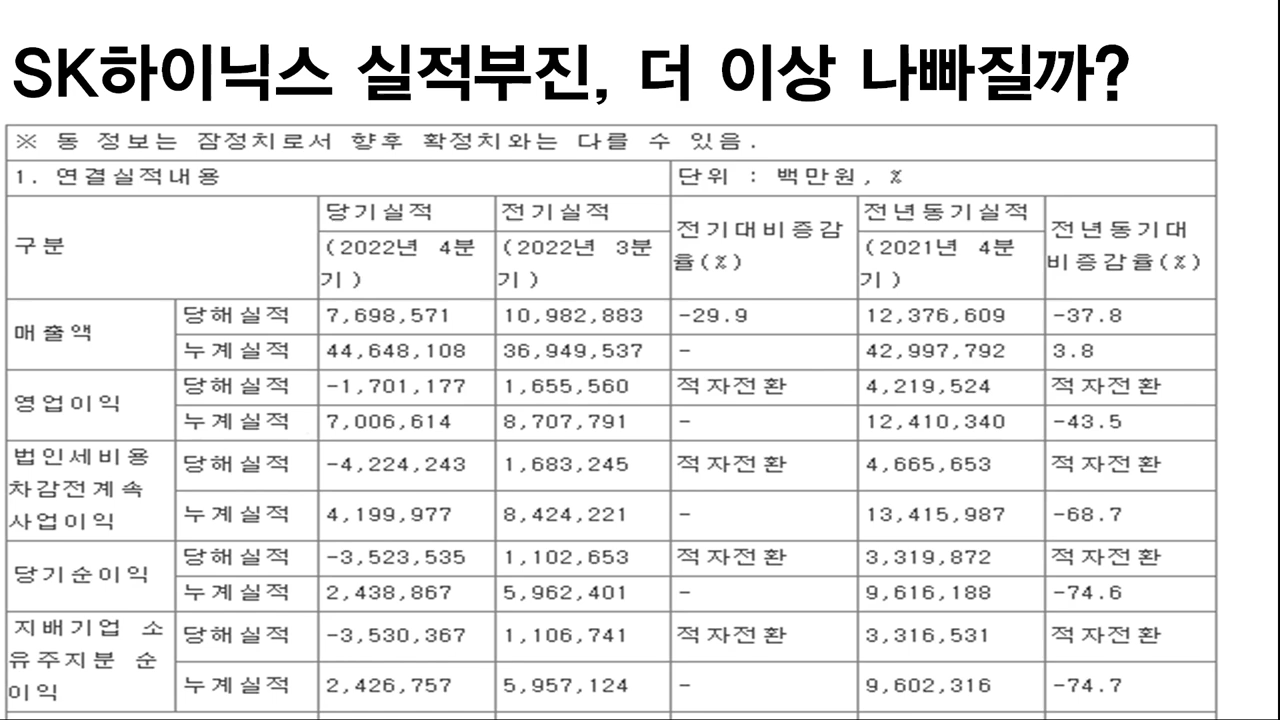 SK하이닉스 실적부진, 더 이상 나빠질까?
※ 동 정보는 잠정치로서 향후 확정치와는 다를 수 있음.
1. 연결실적내용 단위 : 백만원, %
구분 당기실적 전기실적 전기대비증감율(%) 전년동기실적 전년동기대비증감율(%)
(2022년 4분기) (2022년 3분기) (2021년 4분기)
매출액 당해실적 7,698,571 10,982,883 -29.9 12,376,609 -37.8
누계실적 44,648,108 36,949,537 - 42,997,792 3.8
영업이익 당해실적 -1,701,177 1,655,560 적자전환 4,219,524 적자전환
누계실적 7,006,614 8,707,791 - 12,410,340 -43.5
법인세비용차감전계속사업이익 당해실적 -4,224,243 1,683,245 적자전환 4,665,653 적자전환
누계실적 4,199,977 8,424,221 - 13,415,987 -68.7
당기순이익 당해실적 -3,523,535 1,102,653 적자전환 3,319,872 적자전환
누계실적 2,438,867 5,962,401 - 9,616,188 -74.6
지배기업 소유주지분 순이익 당해실적 -3,530,367 1,106,741 적자전환 3,316,531 적자전환
누계실적 2,426,757 5,957,124 - 9,602,316 -74.7